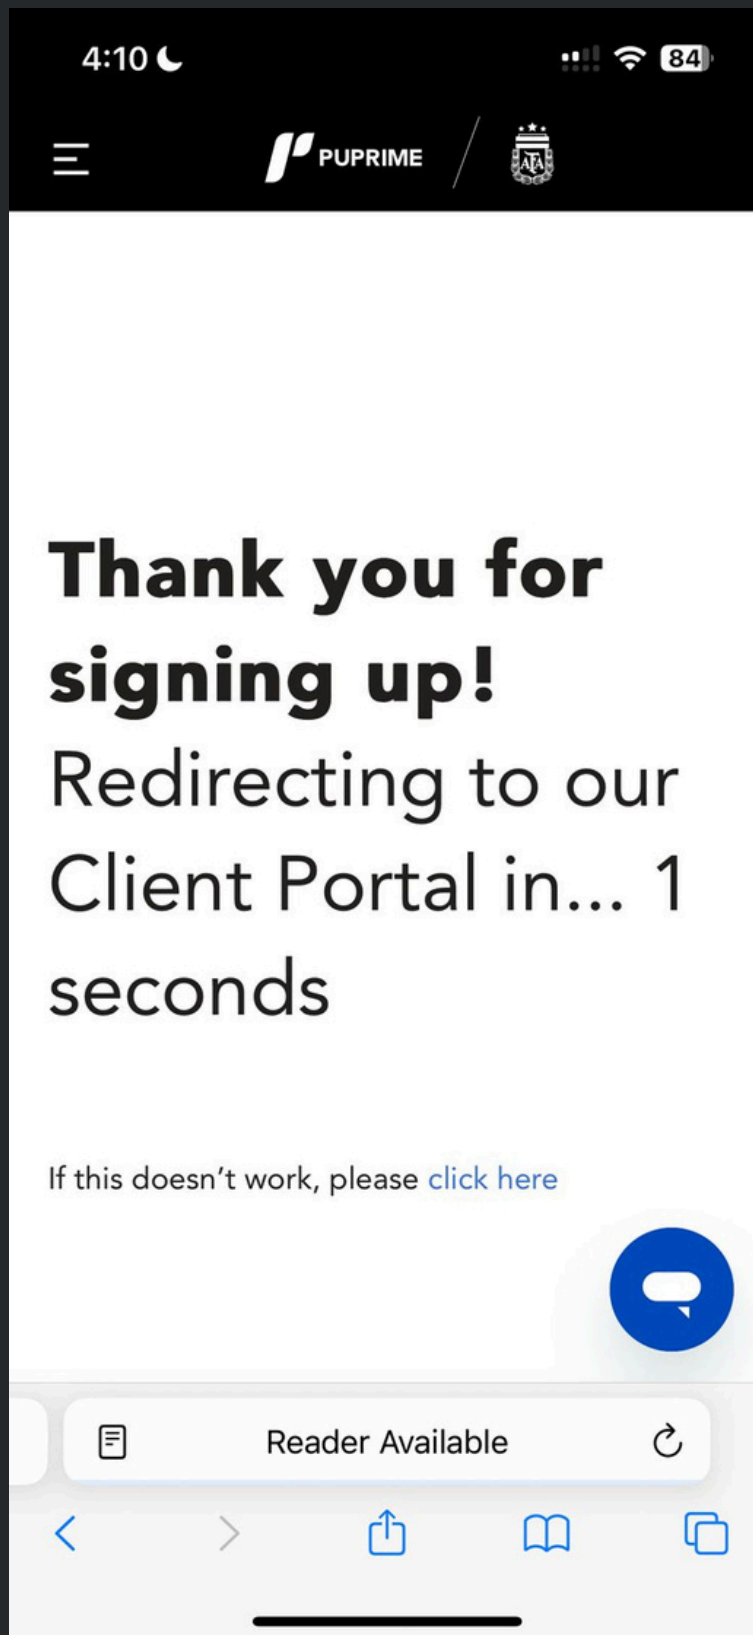 4:10
84
PUPRIME
AFA
Thank you for
signing up!
Redirecting to our
Client Portal in... 1
seconds
If this doesn’t work, please click here
Reader Available